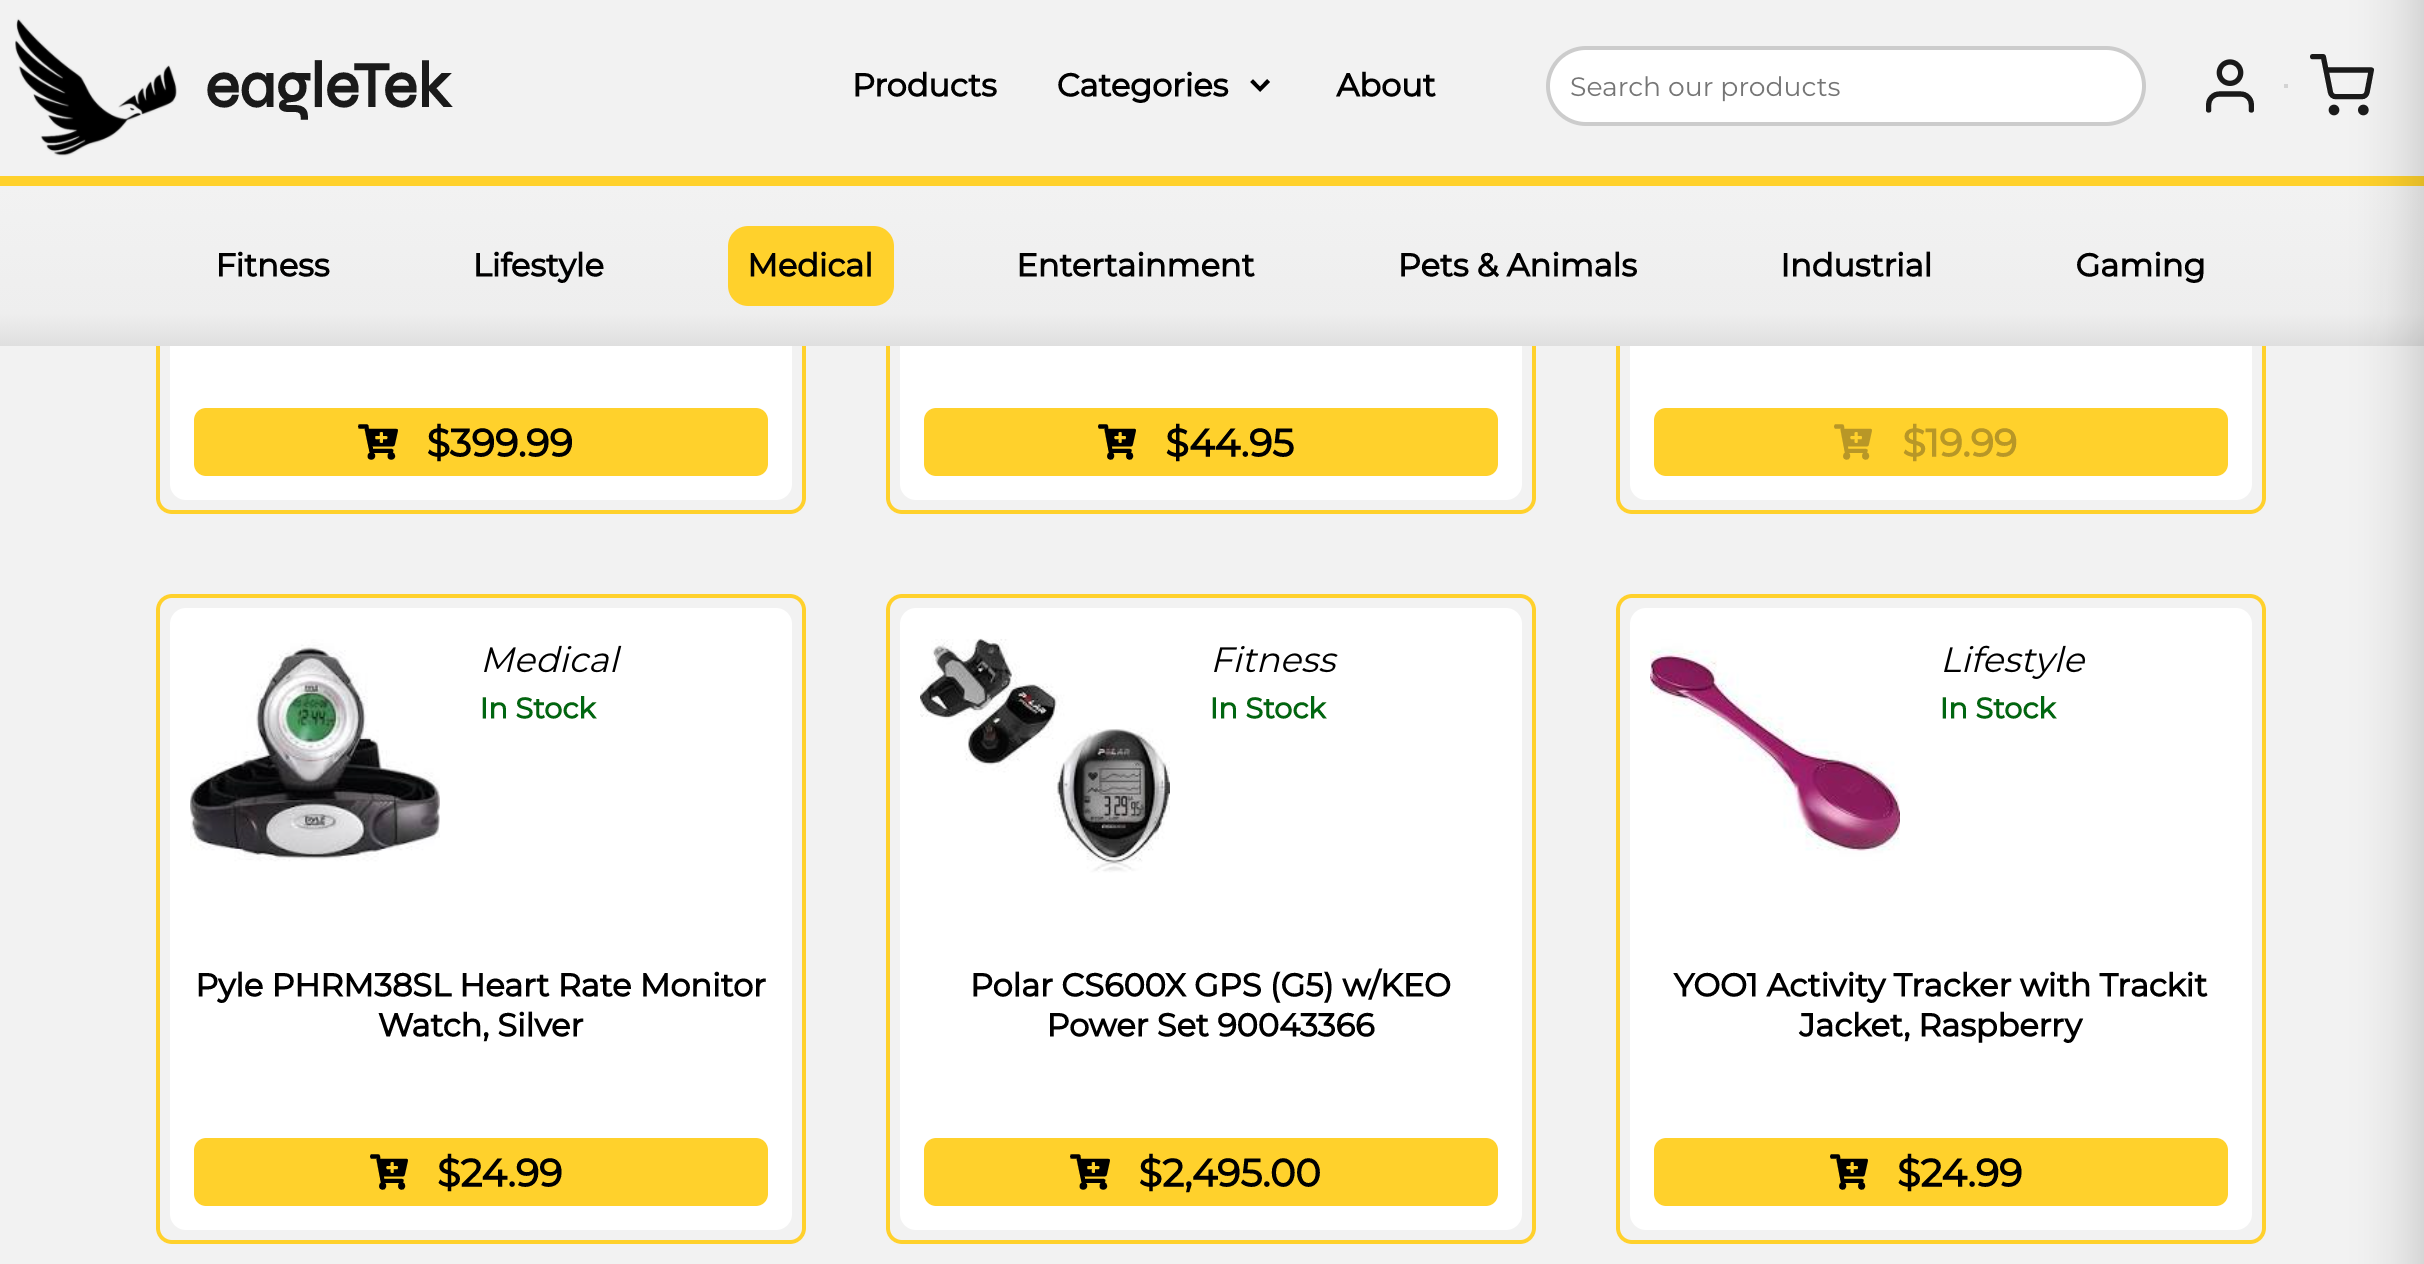 eagleTek
Products
Categories
About
Search our products
Fitness
Lifestyle
Medical
Entertainment
Pets & Animals
Industrial
Gaming
$399.99
$44.95
$19.99
Medical
In Stock
Pyle PHRM38SL Heart Rate Monitor
Watch, Silver
$24.99
Fitness
In Stock
POLAR
POLAR
Polar CS600X GPS (G5) w/KEO
Power Set 90043366
$2,495.00
Lifestyle
In Stock
YOO1 Activity Tracker with Trackit
Jacket, Raspberry
$24.99